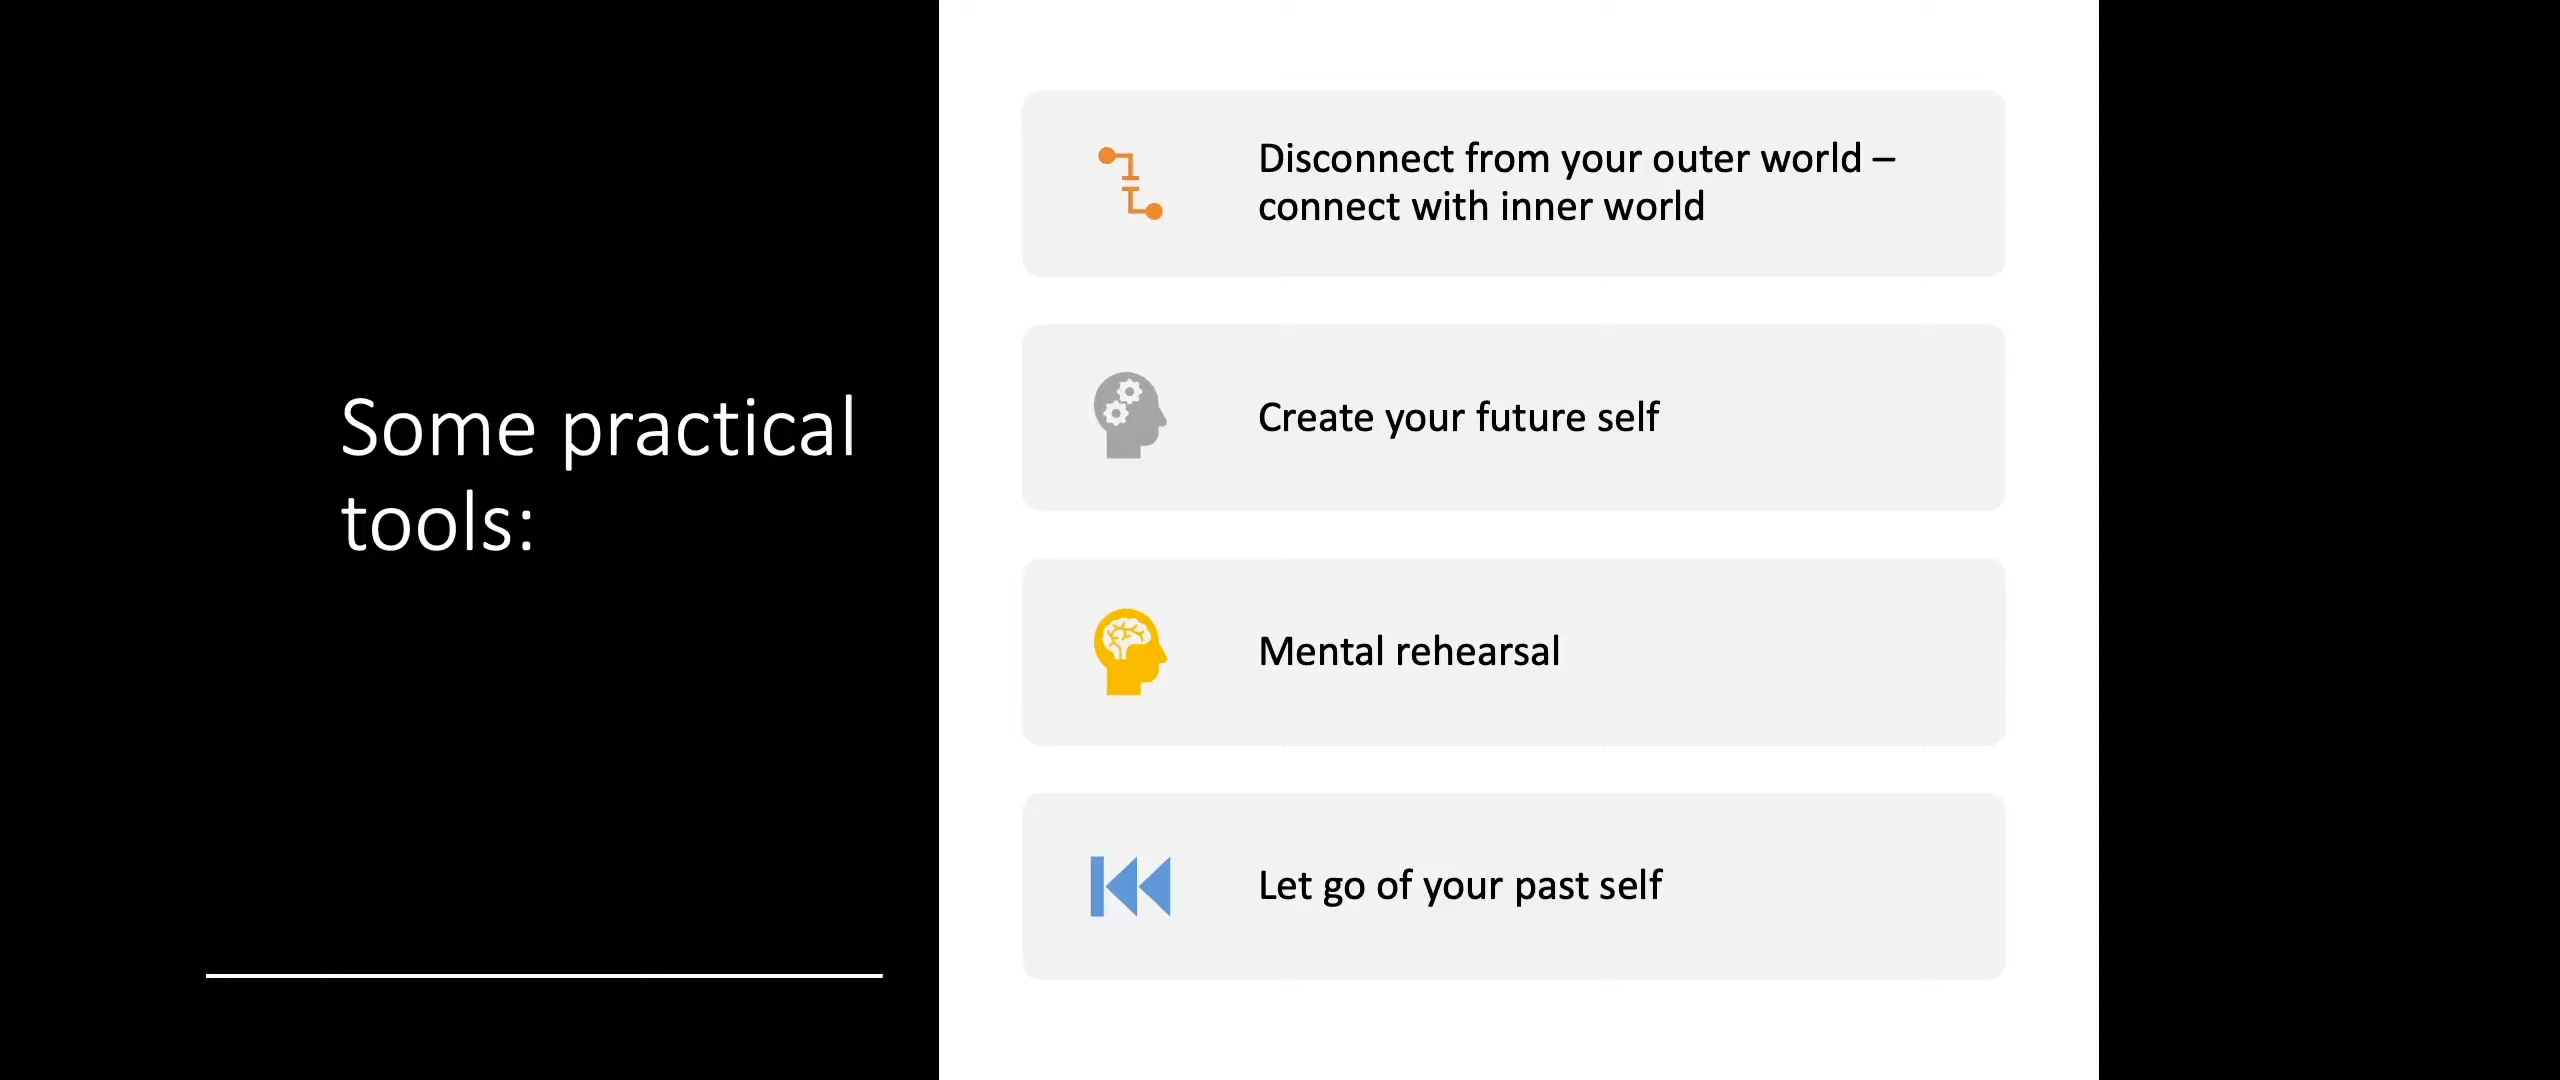 Some practical
tools:
Disconnect from your outer world –
connect with inner world
Create your future self
Mental rehearsal
Let go of your past self